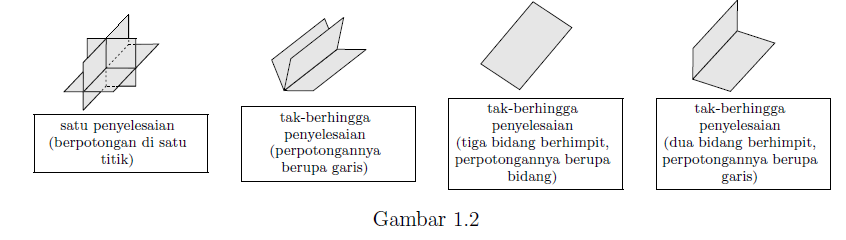 satu penyelesaian
(berpotongan di satu
titik)
tak-berhingga
penyelesaian
(perpotongannya
berupa garis)
tak-berhingga
penyelesaian
(tiga bidang berhimpit,
perpotongannya berupa
bidang)
tak-berhingga
penyelesaian
(dua bidang berhimpit,
perpotongannya berupa
garis)
Gambar 1.2